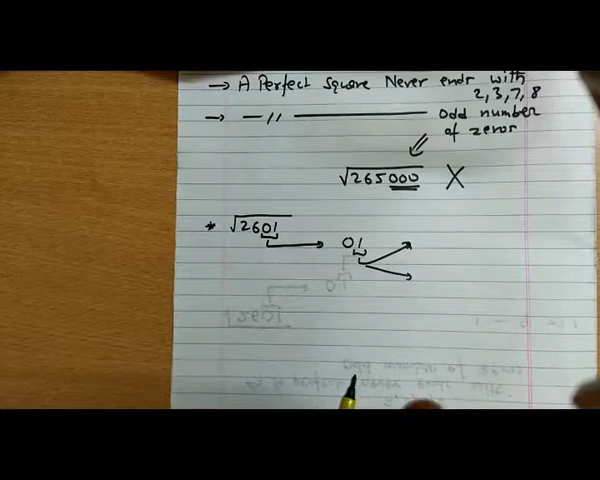 → A Perfect square Never ends with
2, 3, 7, 8
→ — 〃 ———— Odd number
of zeros
√265000 X
* √2601 → 01